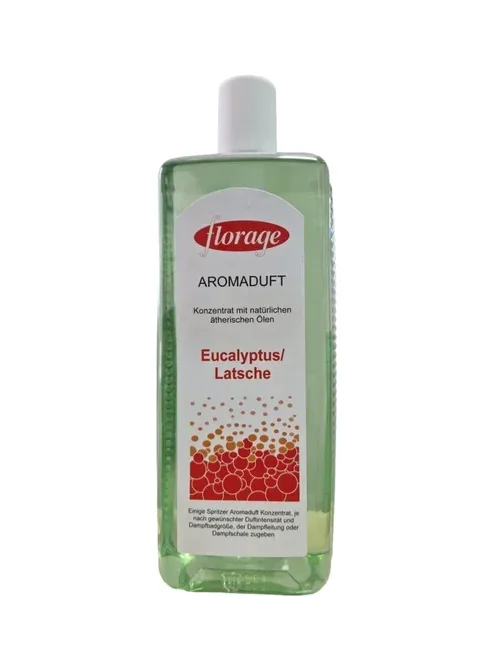 florage
AROMADUFT
Konzentrat mit natürlichen
ätherischen Ölen
Eucalyptus/
Latsche
Einige Spritzer Aromaduft Konzentrat, je
nach gewünschter Duftintensität und
Dampfbadgröße, der Dampfleitung oder
Dampfschale zugeben